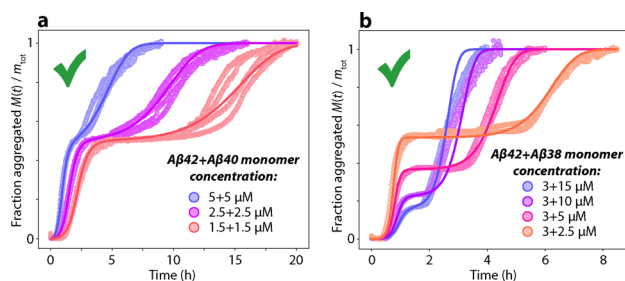 a
Fraction aggregated M(t) / mtot
1
0
0
5
10
15
20
Time (h)
Aβ42+Aβ40 monomer
concentration:
5+5 μM
2.5+2.5 μM
1.5+1.5 μM
b
Fraction aggregated M(t) / mtot
1
0
0
2
4
6
8
Time (h)
Aβ42+Aβ38 monomer
concentration:
3+15 μM
3+10 μM
3+5 μM
3+2.5 μM